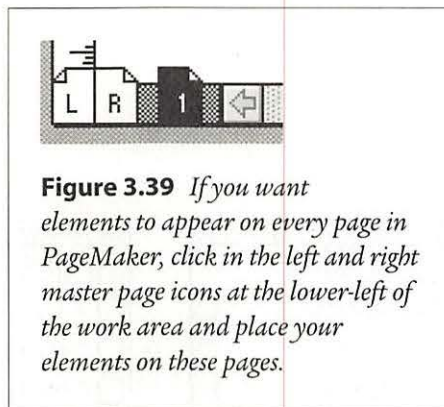 L R 1
Figure 3.39 If you want
elements to appear on every page in
PageMaker, click in the left and right
master page icons at the lower-left of
the work area and place your
elements on these pages.